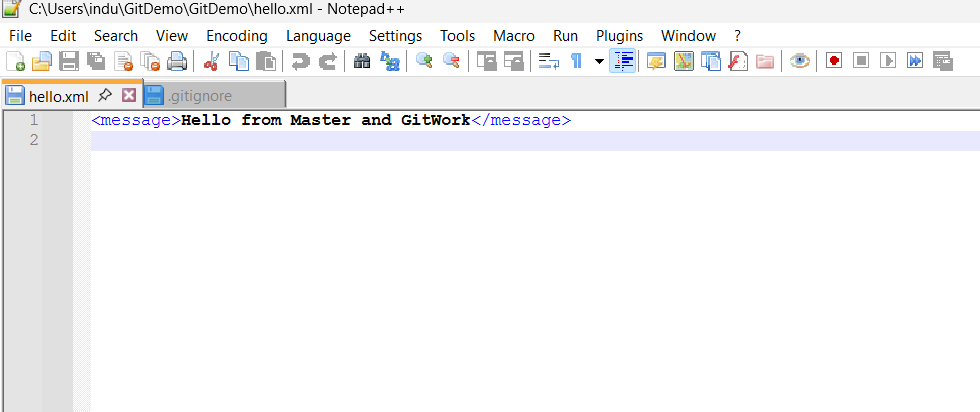 C:\Users\indu\GitDemo\GitDemo\hello.xml - Notepad++
File Edit Search View Encoding Language Settings Tools Macro Run Plugins Window ?
hello.xml .gitignore
1 <message>Hello from Master and GitWork</message>
2